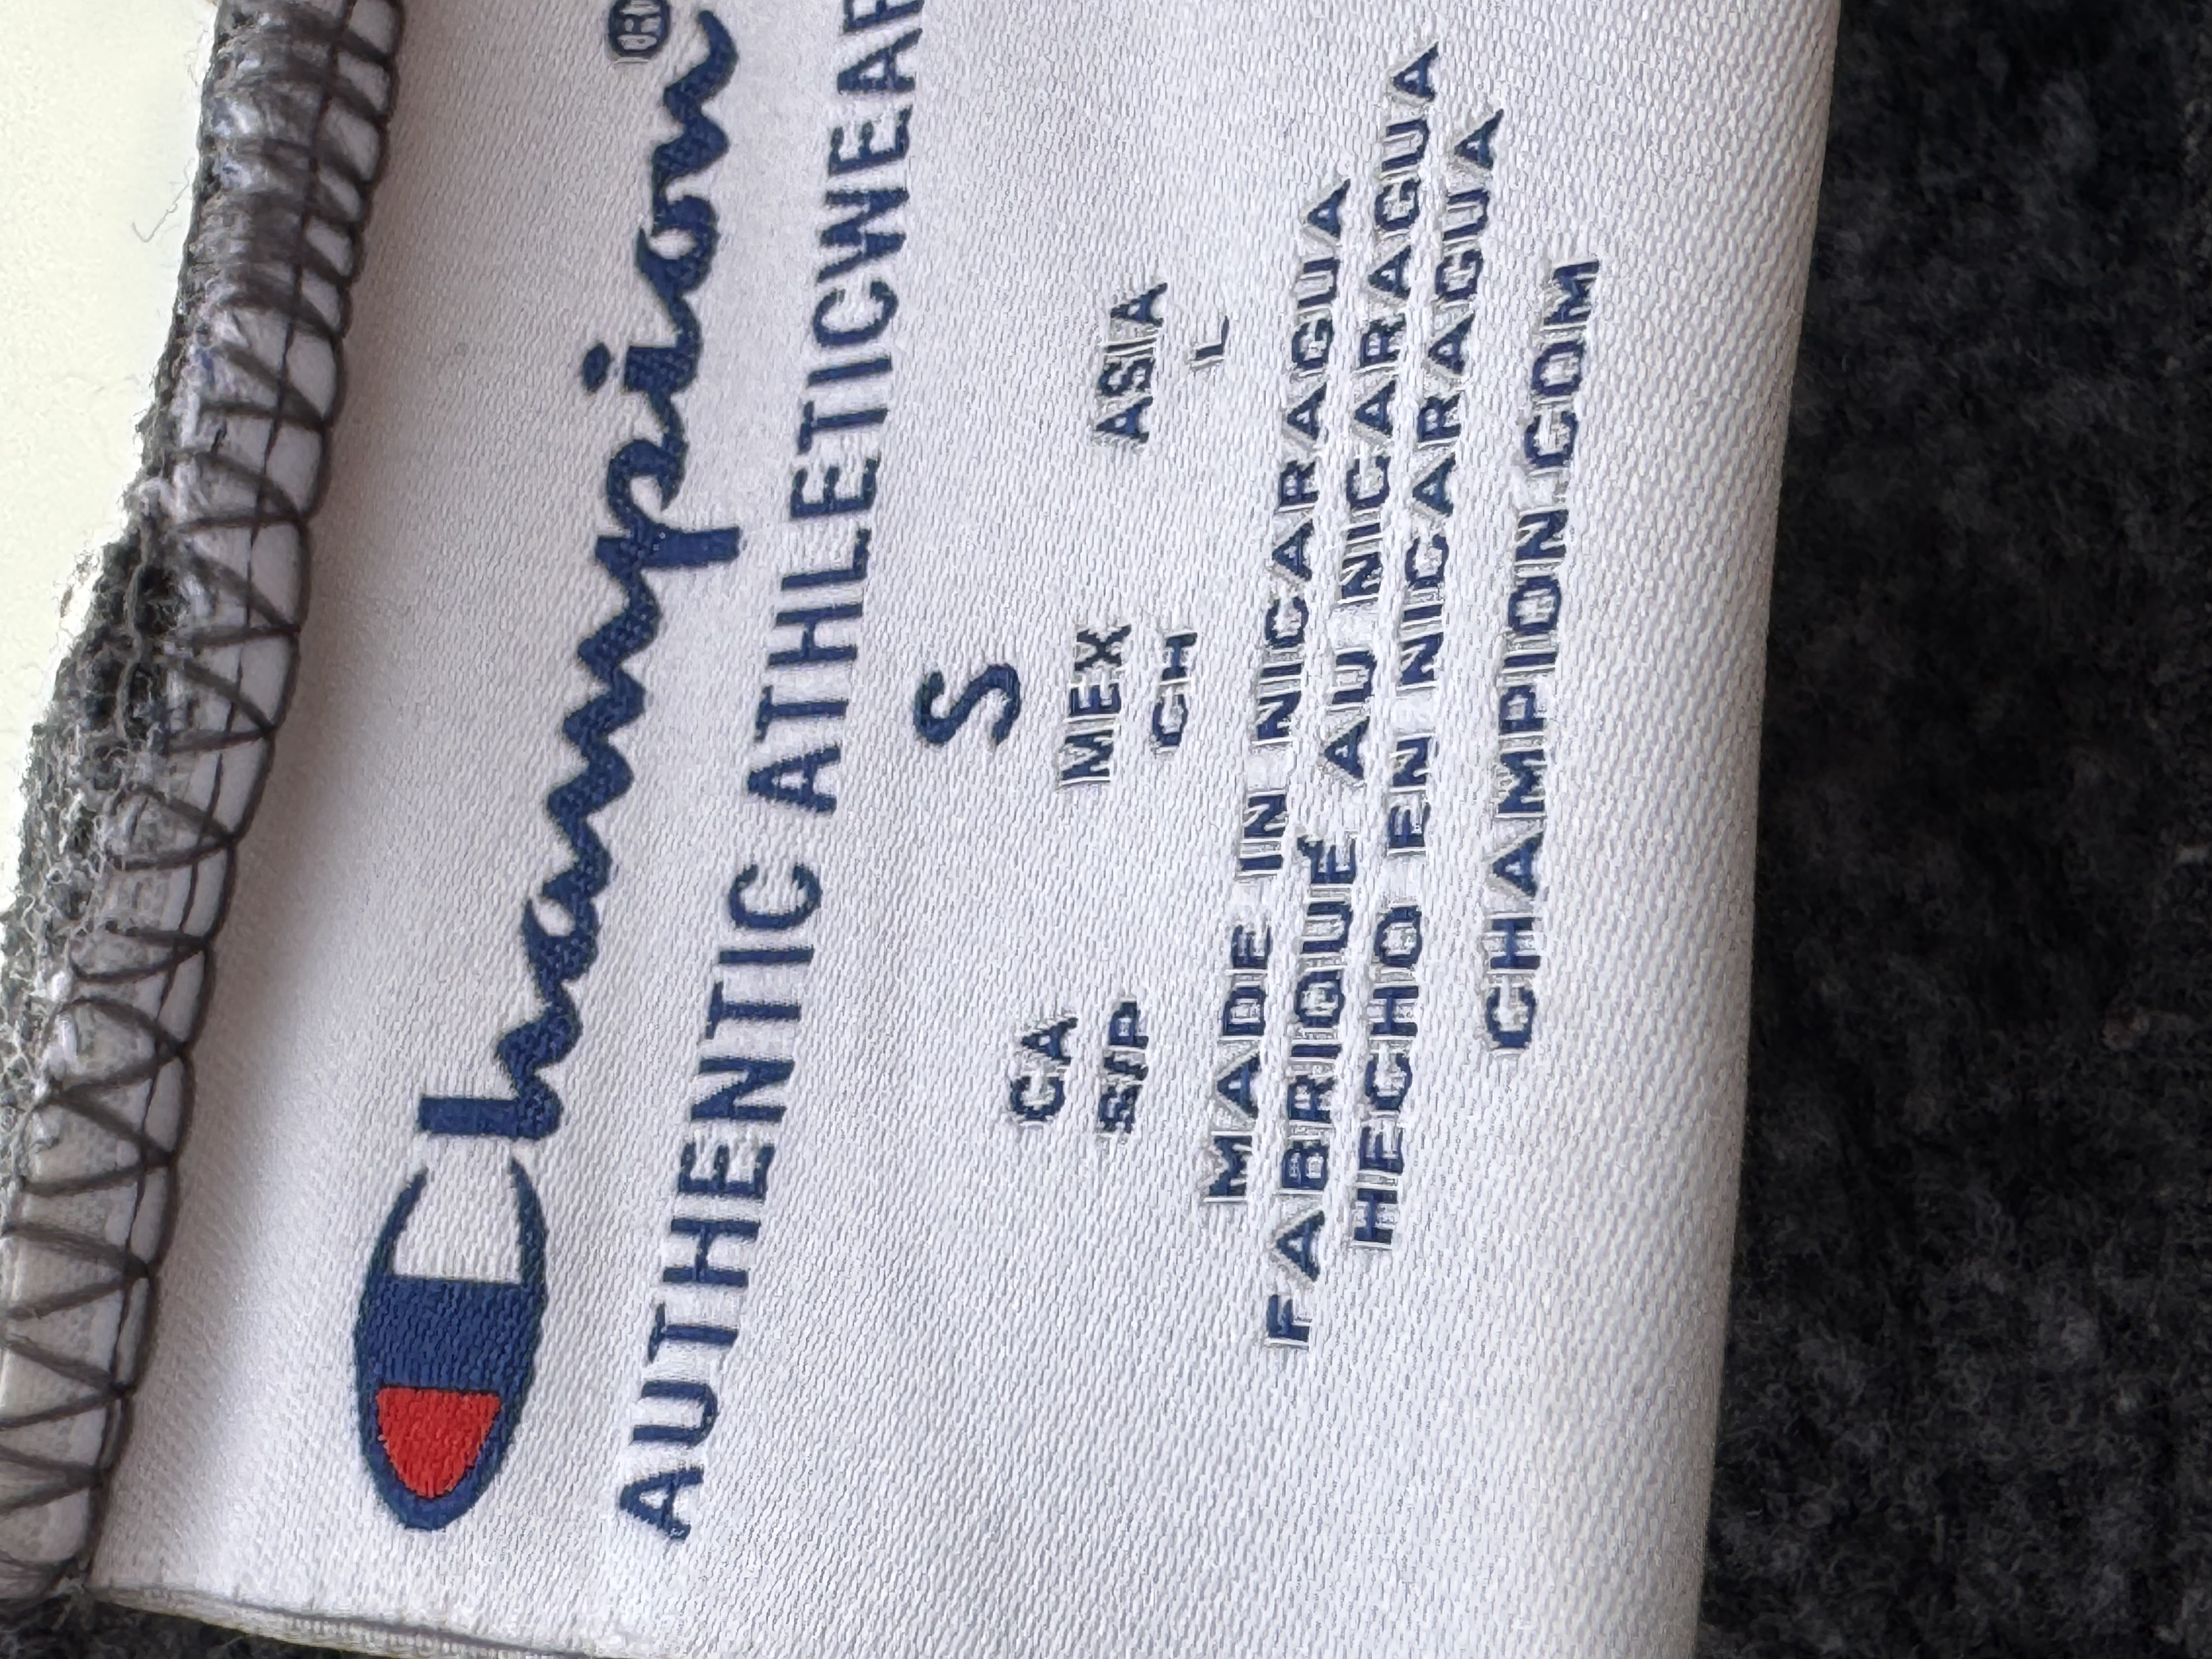 Champion®
AUTHENTIC ATHLETICWEAR
S
CA MEX ASIA
S/P CH L
MADE IN NICARAGUA
FABRIQUÉ AU NICARAGUA
HECHO EN NICARAGUA
CHAMPION.COM